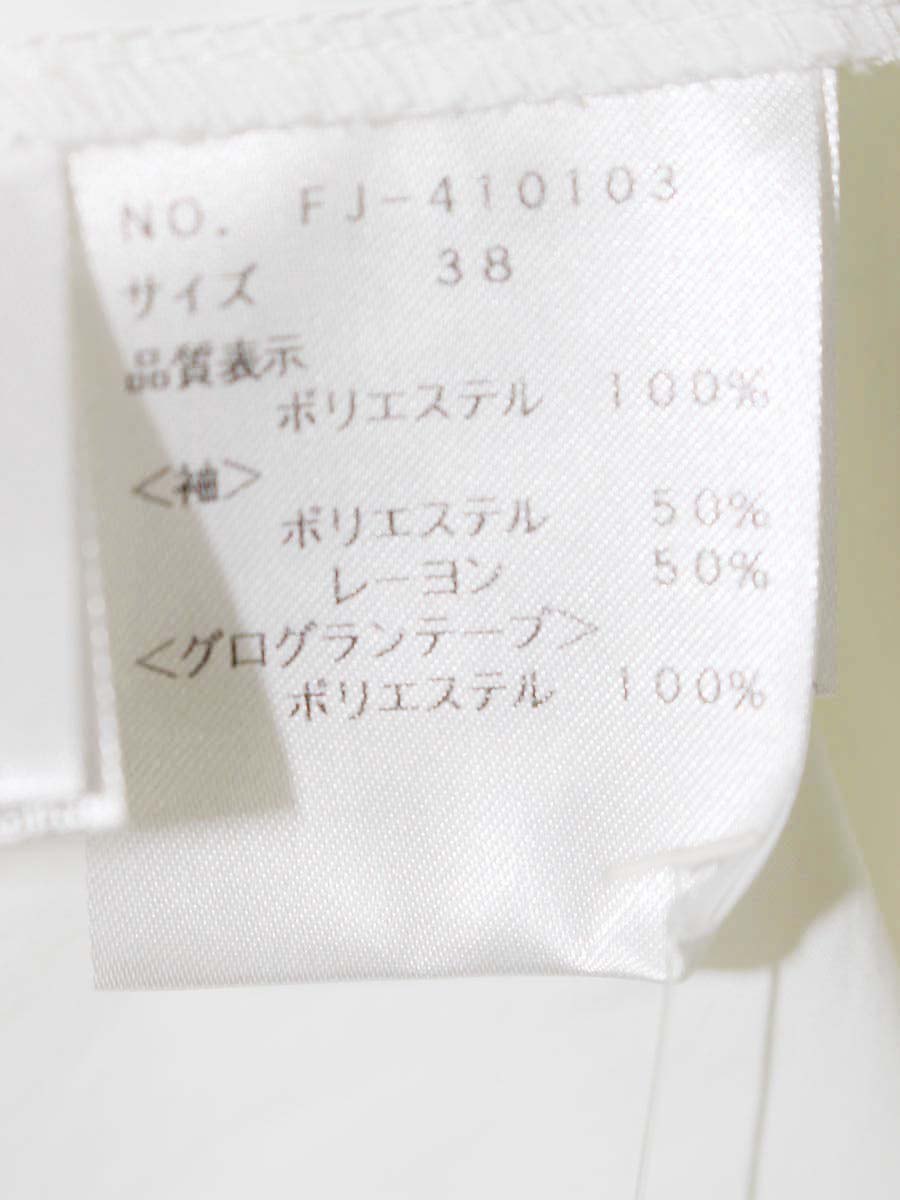 NO. FJ-410103
サイズ 38
品質表示
ポリエステル 100%
<袖>
ポリエステル 50%
レーヨン 50%
<グログランテープ>
ポリエステル 100%